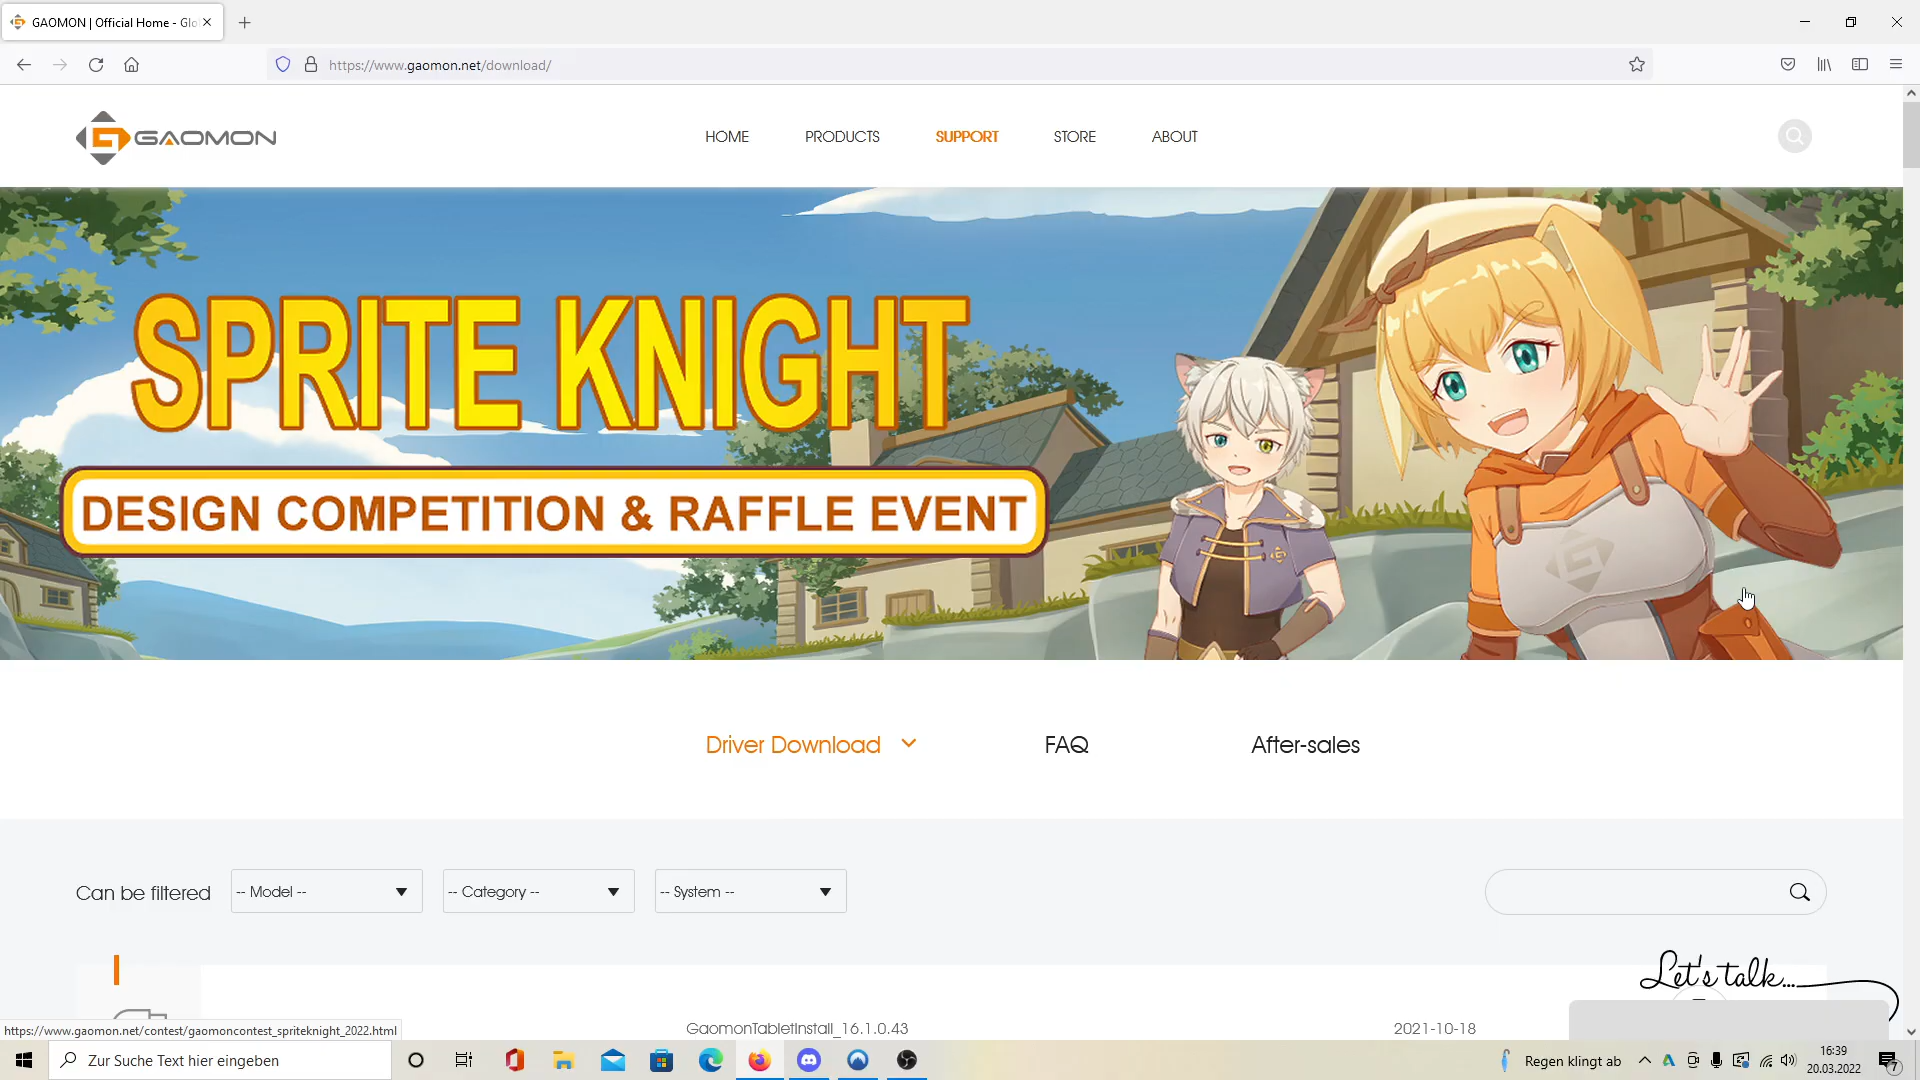 GAOMON | Official Home - Glo
https://www.gaomon.net/download/
GAOMON
HOME
PRODUCTS
SUPPORT
STORE
ABOUT
SPRITE KNIGHT
DESIGN COMPETITION & RAFFLE EVENT
Driver Download
FAQ
After-sales
Can be filtered
-- Model --
-- Category --
-- System --
Let's talk...
GaomonTabletInstall_16.1.0.43
2021-10-18
https://www.gaomon.net/contest/gaomoncontest_spriteknight_2022.html
Zur Suche Text hier eingeben
Regen klingt ab
16:39
20.03.2022
7